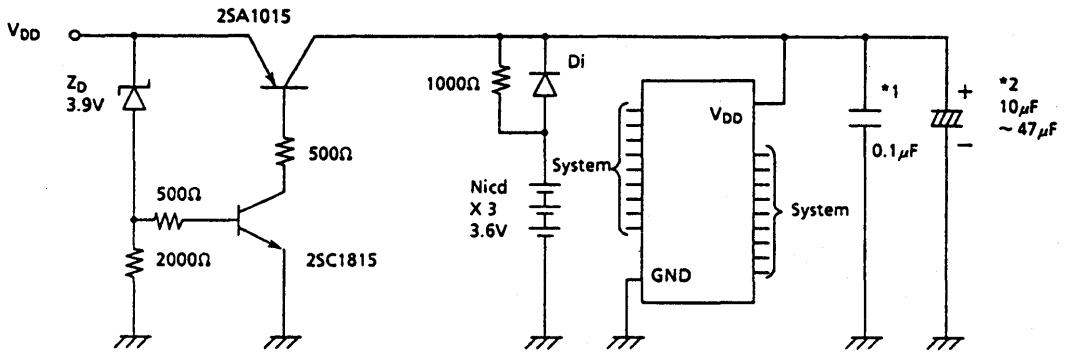 2SA1015
VDD
ZD
3.9V
500Ω
500Ω
2000Ω
2SC1815
1000Ω
Di
Nicd
X 3
3.6V
System
VDD
GND
System
*1
0.1μF
+
*2
10μF
~ 47μF
−